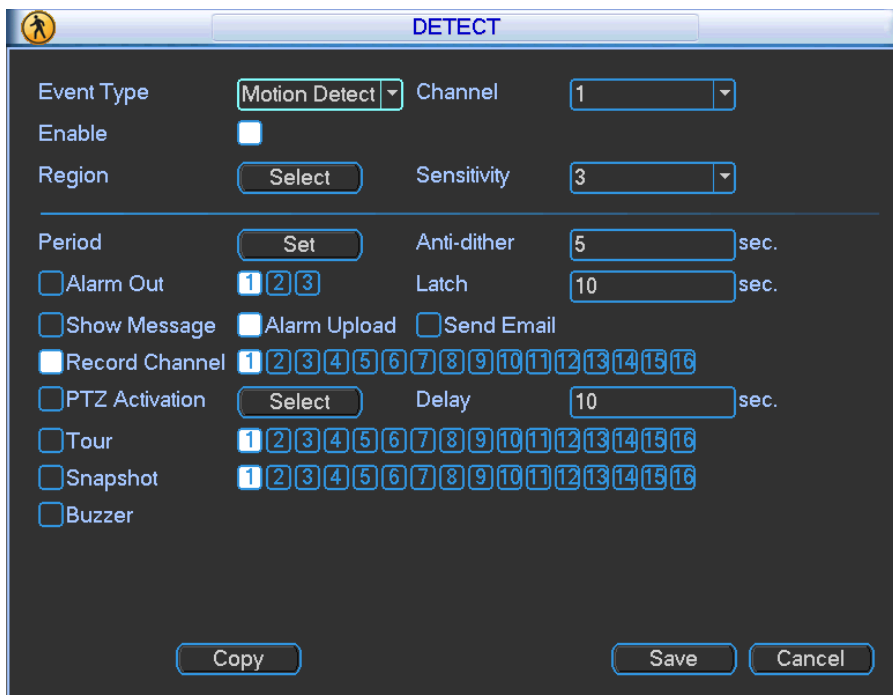 DETECT
Event Type Motion Detect Channel 1
Enable
Region Select Sensitivity 3
Period Set Anti-dither 5 sec.
Alarm Out 1 2 3 Latch 10 sec.
Show Message Alarm Upload Send Email
Record Channel 1 2 3 4 5 6 7 8 9 10 11 12 13 14 15 16
PTZ Activation Select Delay 10 sec.
Tour 1 2 3 4 5 6 7 8 9 10 11 12 13 14 15 16
Snapshot 1 2 3 4 5 6 7 8 9 10 11 12 13 14 15 16
Buzzer
Copy Save Cancel